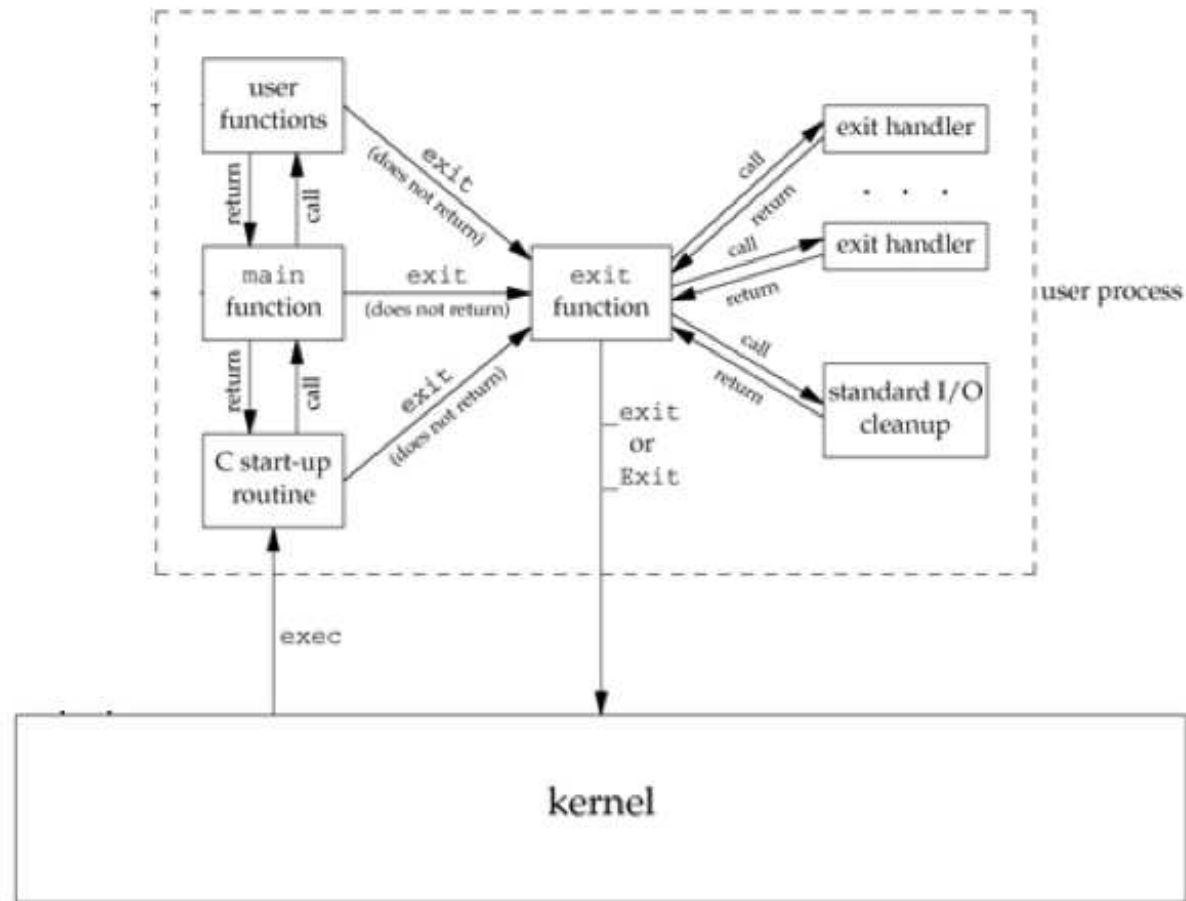 user
functions
exit
(does not return)
return
call
main
function
exit
(does not return)
return
call
C start-up
routine
exit
(does not return)
exit
function
call
return
exit handler
. . .
call
return
exit handler
call
return
standard I/O
cleanup
_exit
or
_Exit
user process
exec
kernel